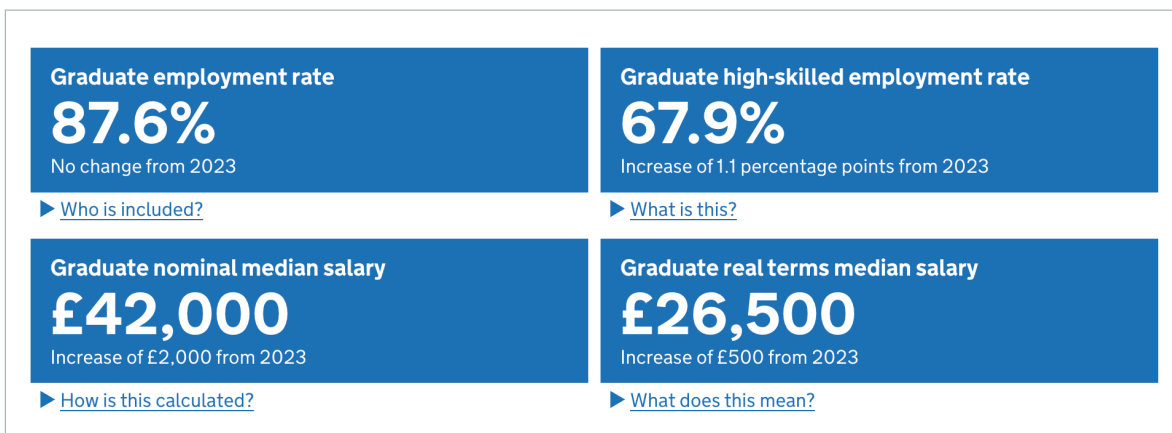 Graduate employment rate
87.6%
No change from 2023
Who is included?
Graduate high-skilled employment rate
67.9%
Increase of 1.1 percentage points from 2023
What is this?
Graduate nominal median salary
£42,000
Increase of £2,000 from 2023
How is this calculated?
Graduate real terms median salary
£26,500
Increase of £500 from 2023
What does this mean?